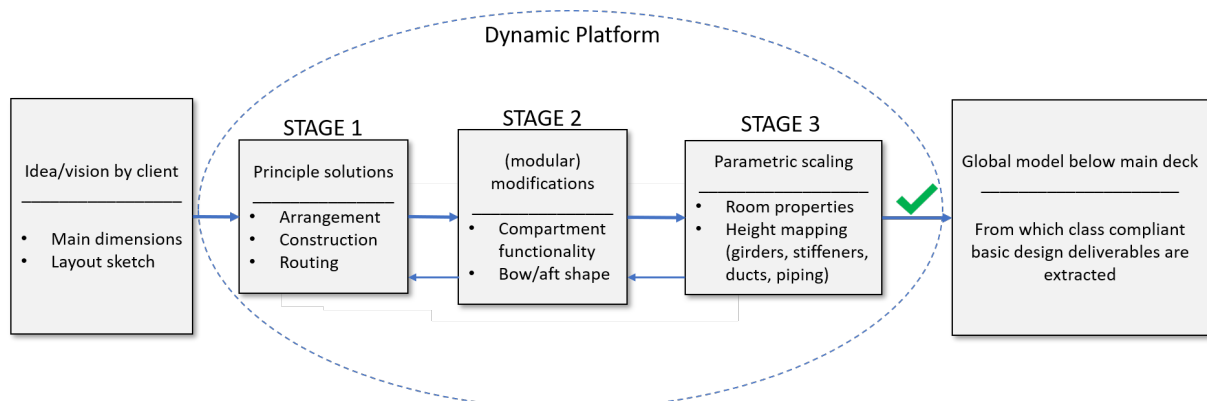 Dynamic Platform
Idea/vision by client
• Main dimensions
• Layout sketch
STAGE 1
Principle solutions
• Arrangement
• Construction
• Routing
STAGE 2
(modular)
modifications
• Compartment
functionality
• Bow/aft shape
STAGE 3
Parametric scaling
• Room properties
• Height mapping
(girders, stiffeners,
ducts, piping)
Global model below main deck
From which class compliant
basic design deliverables are
extracted